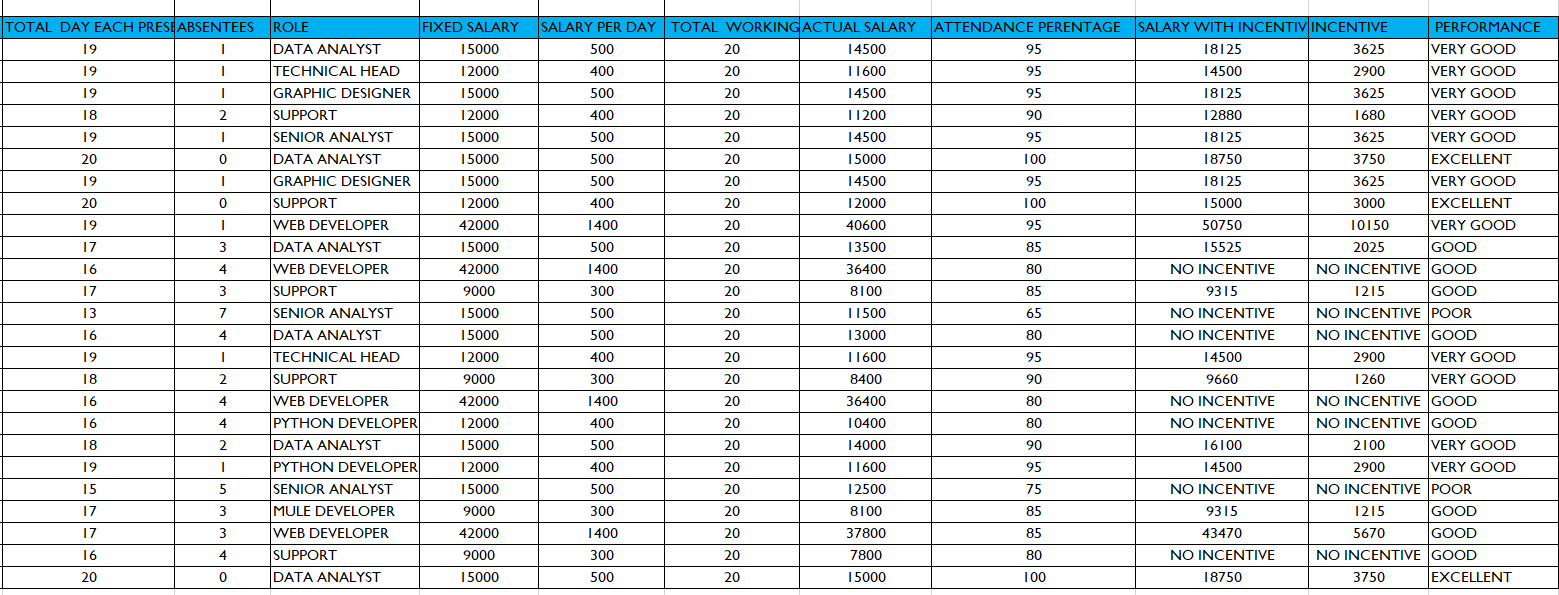 TOTAL DAY EACH PRESE ABSENTEES ROLE FIXED SALARY SALARY PER DAY TOTAL WORKING ACTUAL SALARY ATTENDANCE PERENTAGE SALARY WITH INCENTIV INCENTIVE PERFORMANCE
19 1 DATA ANALYST 15000 500 20 14500 95 18125 3625 VERY GOOD
19 1 TECHNICAL HEAD 12000 400 20 11600 95 14500 2900 VERY GOOD
19 1 GRAPHIC DESIGNER 15000 500 20 14500 95 18125 3625 VERY GOOD
18 2 SUPPORT 12000 400 20 11200 90 12880 1680 VERY GOOD
19 1 SENIOR ANALYST 15000 500 20 14500 95 18125 3625 VERY GOOD
20 0 DATA ANALYST 15000 500 20 15000 100 18750 3750 EXCELLENT
19 1 GRAPHIC DESIGNER 15000 500 20 14500 95 18125 3625 VERY GOOD
20 0 SUPPORT 12000 400 20 12000 100 15000 3000 EXCELLENT
19 1 WEB DEVELOPER 42000 1400 20 40600 95 50750 10150 VERY GOOD
17 3 DATA ANALYST 15000 500 20 13500 85 15525 2025 GOOD
16 4 WEB DEVELOPER 42000 1400 20 36400 80 NO INCENTIVE NO INCENTIVE GOOD
17 3 SUPPORT 9000 300 20 8100 85 9315 1215 GOOD
13 7 SENIOR ANALYST 15000 500 20 11500 65 NO INCENTIVE NO INCENTIVE POOR
16 4 DATA ANALYST 15000 500 20 13000 80 NO INCENTIVE NO INCENTIVE GOOD
19 1 TECHNICAL HEAD 12000 400 20 11600 95 14500 2900 VERY GOOD
18 2 SUPPORT 9000 300 20 8400 90 9660 1260 VERY GOOD
16 4 WEB DEVELOPER 42000 1400 20 36400 80 NO INCENTIVE NO INCENTIVE GOOD
16 4 PYTHON DEVELOPER 12000 400 20 10400 80 NO INCENTIVE NO INCENTIVE GOOD
18 2 DATA ANALYST 15000 500 20 14000 90 16100 2100 VERY GOOD
19 1 PYTHON DEVELOPER 12000 400 20 11600 95 14500 2900 VERY GOOD
15 5 SENIOR ANALYST 15000 500 20 12500 75 NO INCENTIVE NO INCENTIVE POOR
17 3 MULE DEVELOPER 9000 300 20 8100 85 9315 1215 GOOD
17 3 WEB DEVELOPER 42000 1400 20 37800 85 43470 5670 GOOD
16 4 SUPPORT 9000 300 20 7800 80 NO INCENTIVE NO INCENTIVE GOOD
20 0 DATA ANALYST 15000 500 20 15000 100 18750 3750 EXCELLENT